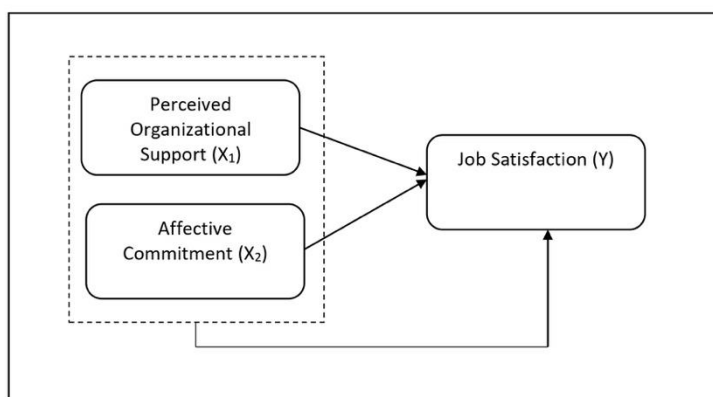 Perceived
Organizational
Support (X₁)
Job Satisfaction (Y)
Affective
Commitment (X₂)